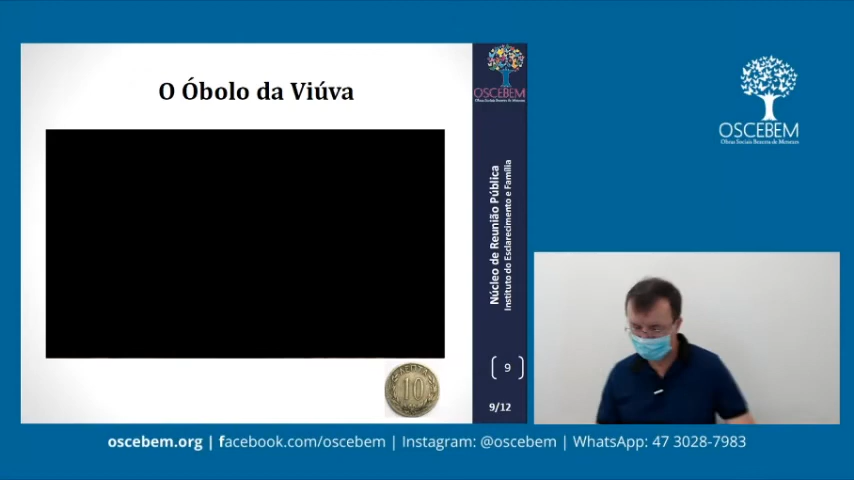 O Óbolo da Viúva
OSCEBEM
Núcleo de Reunião Pública
Instituto do Esclarecimento e Família
9
9/12
10
OSCEBEM
Obras Sociais Bezerra de Menezes
oscebem.org | facebook.com/oscebem | Instagram: @oscebem | WhatsApp: 47 3028-7983